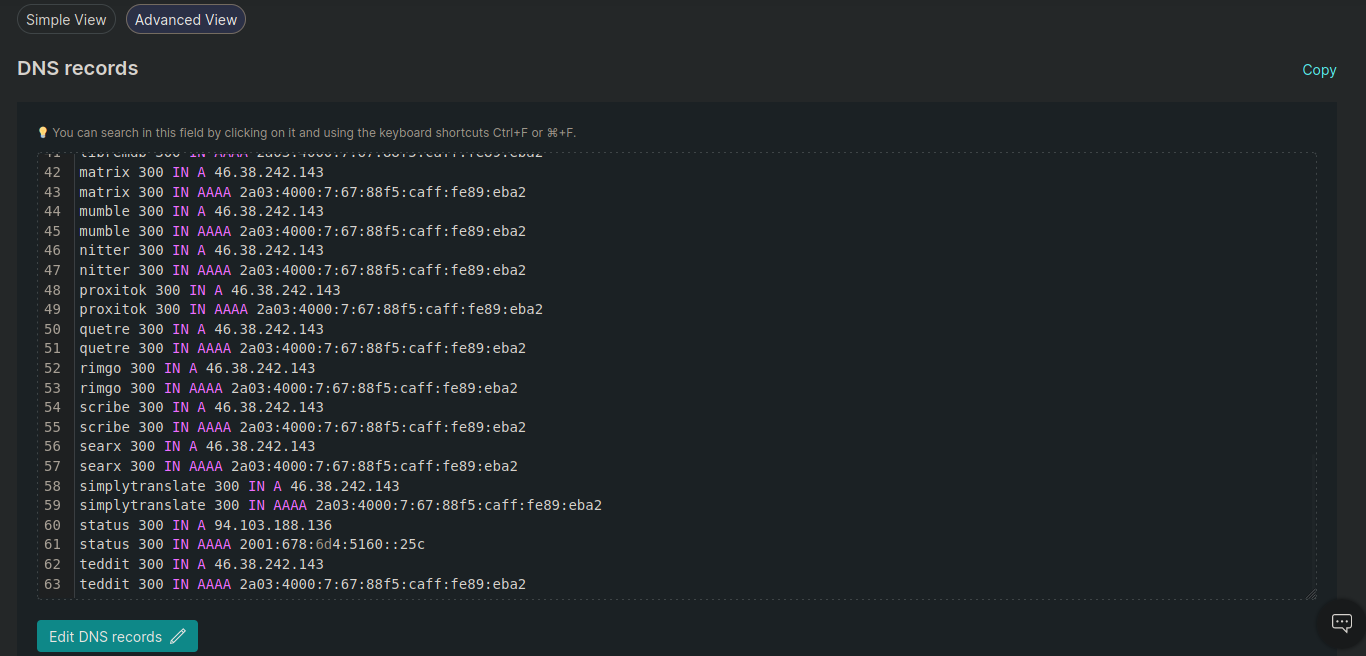 Simple View
Advanced View
DNS records
Copy
You can search in this field by clicking on it and using the keyboard shortcuts Ctrl+F or ⌘+F.
42 matrix 300 IN A 46.38.242.143
43 matrix 300 IN AAAA 2a03:4000:7:67:88f5:caff:fe89:eba2
44 mumble 300 IN A 46.38.242.143
45 mumble 300 IN AAAA 2a03:4000:7:67:88f5:caff:fe89:eba2
46 nitter 300 IN A 46.38.242.143
47 nitter 300 IN AAAA 2a03:4000:7:67:88f5:caff:fe89:eba2
48 proxitok 300 IN A 46.38.242.143
49 proxitok 300 IN AAAA 2a03:4000:7:67:88f5:caff:fe89:eba2
50 quetre 300 IN A 46.38.242.143
51 quetre 300 IN AAAA 2a03:4000:7:67:88f5:caff:fe89:eba2
52 rimgo 300 IN A 46.38.242.143
53 rimgo 300 IN AAAA 2a03:4000:7:67:88f5:caff:fe89:eba2
54 scribe 300 IN A 46.38.242.143
55 scribe 300 IN AAAA 2a03:4000:7:67:88f5:caff:fe89:eba2
56 searx 300 IN A 46.38.242.143
57 searx 300 IN AAAA 2a03:4000:7:67:88f5:caff:fe89:eba2
58 simplytranslate 300 IN A 46.38.242.143
59 simplytranslate 300 IN AAAA 2a03:4000:7:67:88f5:caff:fe89:eba2
60 status 300 IN A 94.103.188.136
61 status 300 IN AAAA 2001:678:6d4:5160::25c
62 teddit 300 IN A 46.38.242.143
63 teddit 300 IN AAAA 2a03:4000:7:67:88f5:caff:fe89:eba2
Edit DNS records